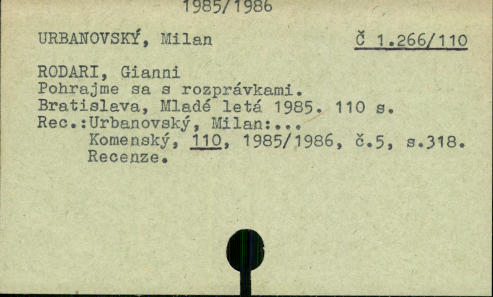 1985/1986
URBANOVSKÝ, Milan Č 1.266/110
RODARI, Gianni
Pohrajme sa s rozprávkami.
Bratislava, Mladé letá 1985. 110 s.
Rec.:Urbanovský, Milan:...
Komenský, 110, 1985/1986, č.5, s.318.
Recenze.